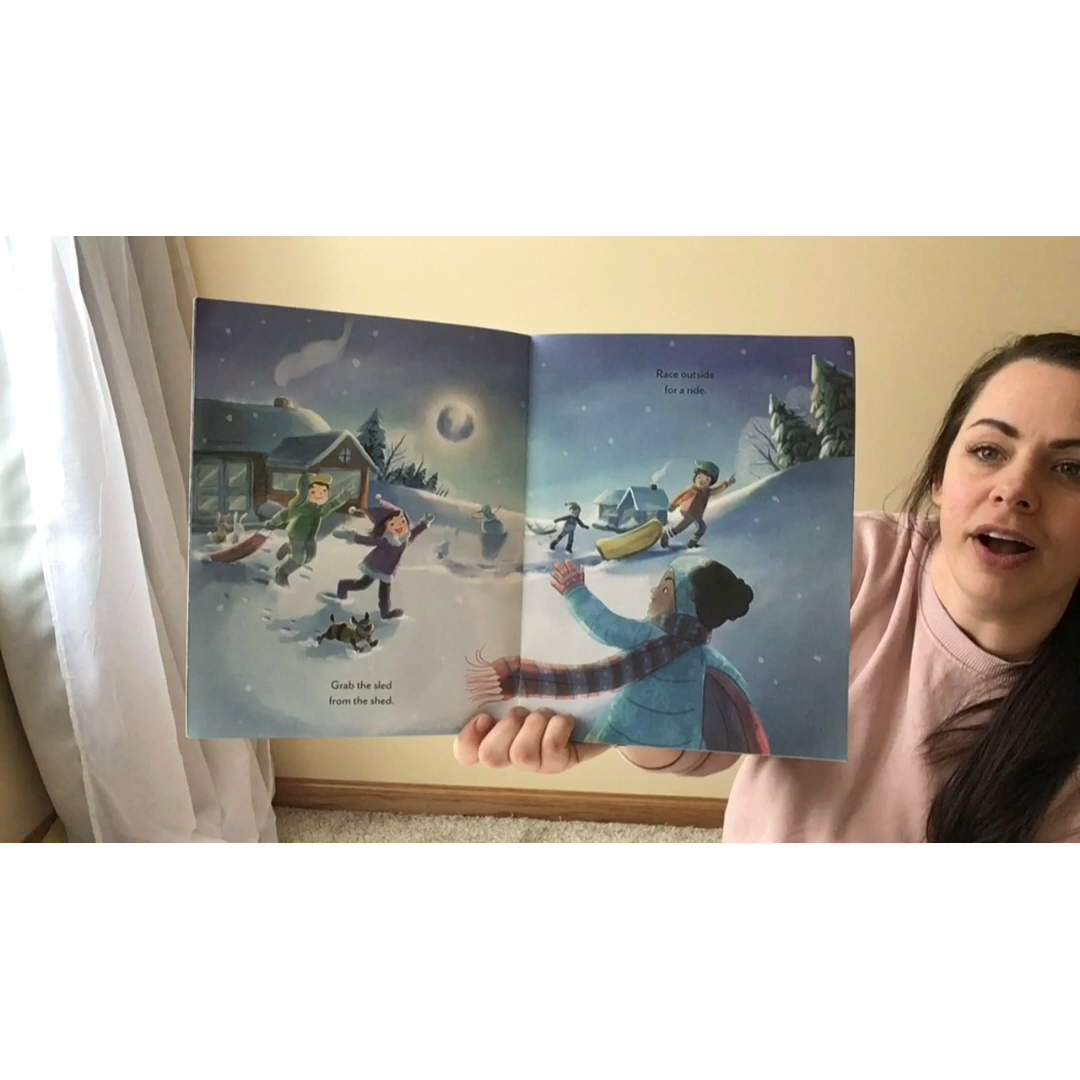 Grab the sled
from the shed.
Race outside
for a ride.